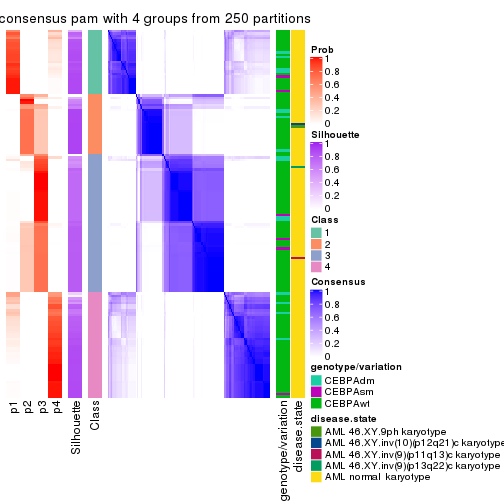 consensus pam with 4 groups from 250 partitions
Prob
1
0.8
0.6
0.4
0.2
0
Silhouette
1
0.8
0.6
0.4
0.2
0
Class
1
2
3
4
Consensus
1
0.8
0.6
0.4
0.2
0
genotype/variation
CEBPAdm
CEBPAsm
CEBPAwt
disease.state
AML 46.XY.9ph karyotype
AML 46.XY.inv(10)(p12q21)c karyotype
AML 46.XY.inv(9)(p11q13)c karyotype
AML 46.XY.inv(9)(p13q22)c karyotype
AML normal karyotype
p1
p2
p3
p4
Silhouette
Class
genotype/variation
disease.state